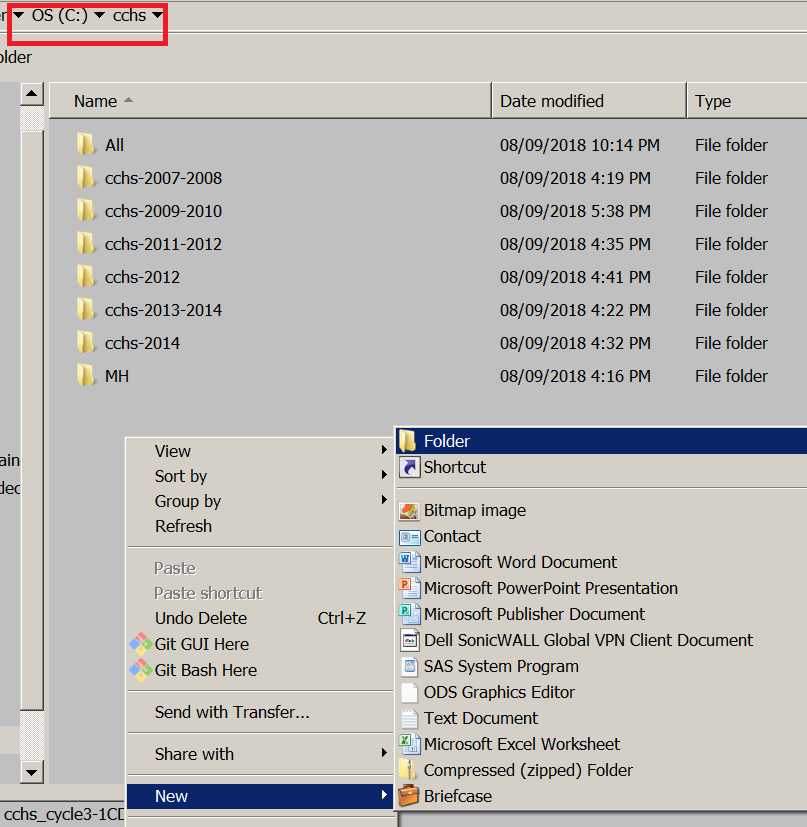 r OS (C:) cchs
older
Name Date modified Type
All 08/09/2018 10:14 PM File folder
cchs-2007-2008 08/09/2018 4:19 PM File folder
cchs-2009-2010 08/09/2018 5:38 PM File folder
cchs-2011-2012 08/09/2018 4:35 PM File folder
cchs-2012 08/09/2018 4:41 PM File folder
cchs-2013-2014 08/09/2018 4:22 PM File folder
cchs-2014 08/09/2018 4:32 PM File folder
MH 08/09/2018 4:16 PM File folder
ain
dec
View
Sort by
Group by
Refresh
Paste
Paste shortcut
Undo Delete Ctrl+Z
Git GUI Here
Git Bash Here
Send with Transfer...
Share with
New
Folder
Shortcut
Bitmap image
Contact
Microsoft Word Document
Microsoft PowerPoint Presentation
Microsoft Publisher Document
Dell SonicWALL Global VPN Client Document
SAS System Program
ODS Graphics Editor
Text Document
Microsoft Excel Worksheet
Compressed (zipped) Folder
Briefcase
cchs_cycle3-1CD